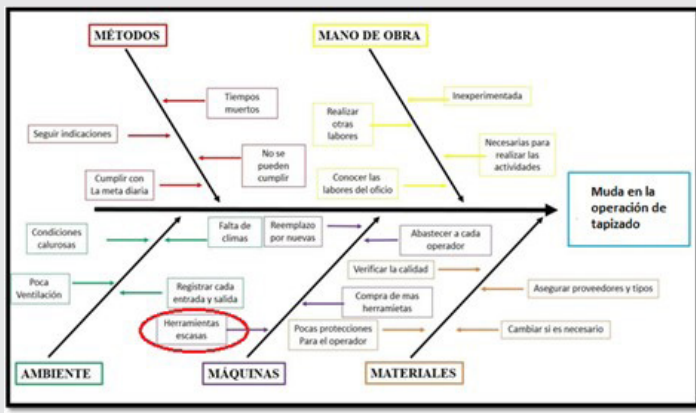 MÉTODOS
MANO DE OBRA
Tiempos
muertos
Inexperimentada
Realizar
otras
labores
Seguir indicaciones
No se
pueden
cumplir
Necesarias para
realizar las
actividades
Cumplir con
La meta diaria
Conocer las
labores del oficio
Muda en la
operación de
tapizado
Condiciones
calurosas
Falta de
climas
Reemplazo
por nuevas
Abastecer a cada
operador
Verificar la calidad
Poca
Ventilación
Registrar cada
entrada y salida
Compra de mas
herramietas
Asegurar proveedores y tipos
Herramientas
escasas
Pocas protecciones
Para el operador
Cambiar si es necesario
AMBIENTE
MÁQUINAS
MATERIALES